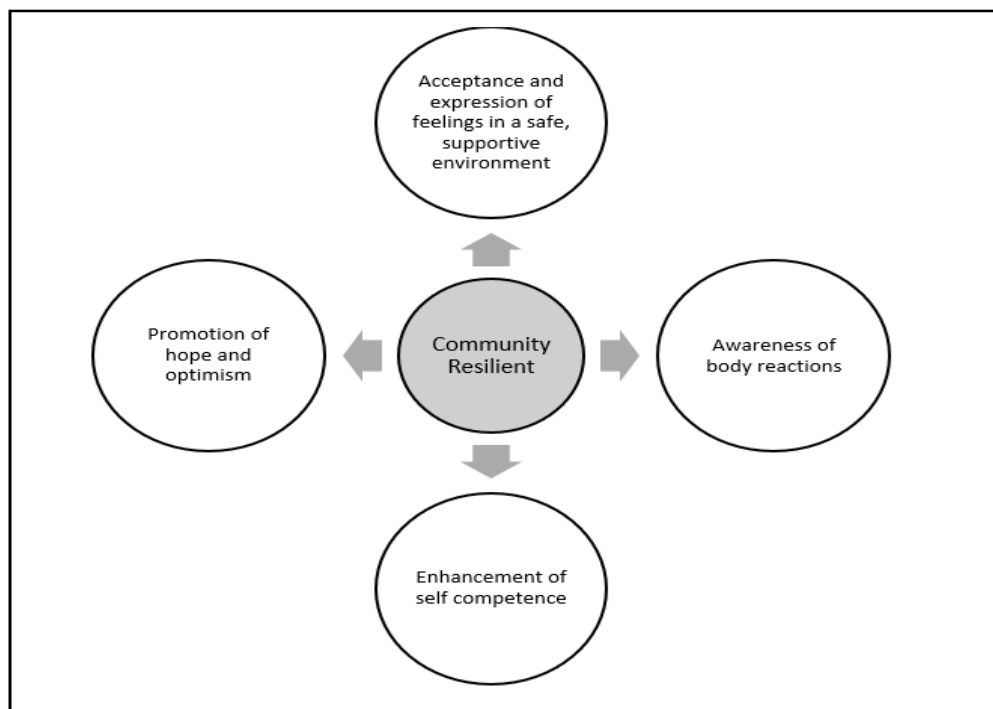 Acceptance and
expression of
feelings in a safe,
supportive
environment
Promotion of
hope and
optimism
Community
Resilient
Awareness of
body reactions
Enhancement of
self competence